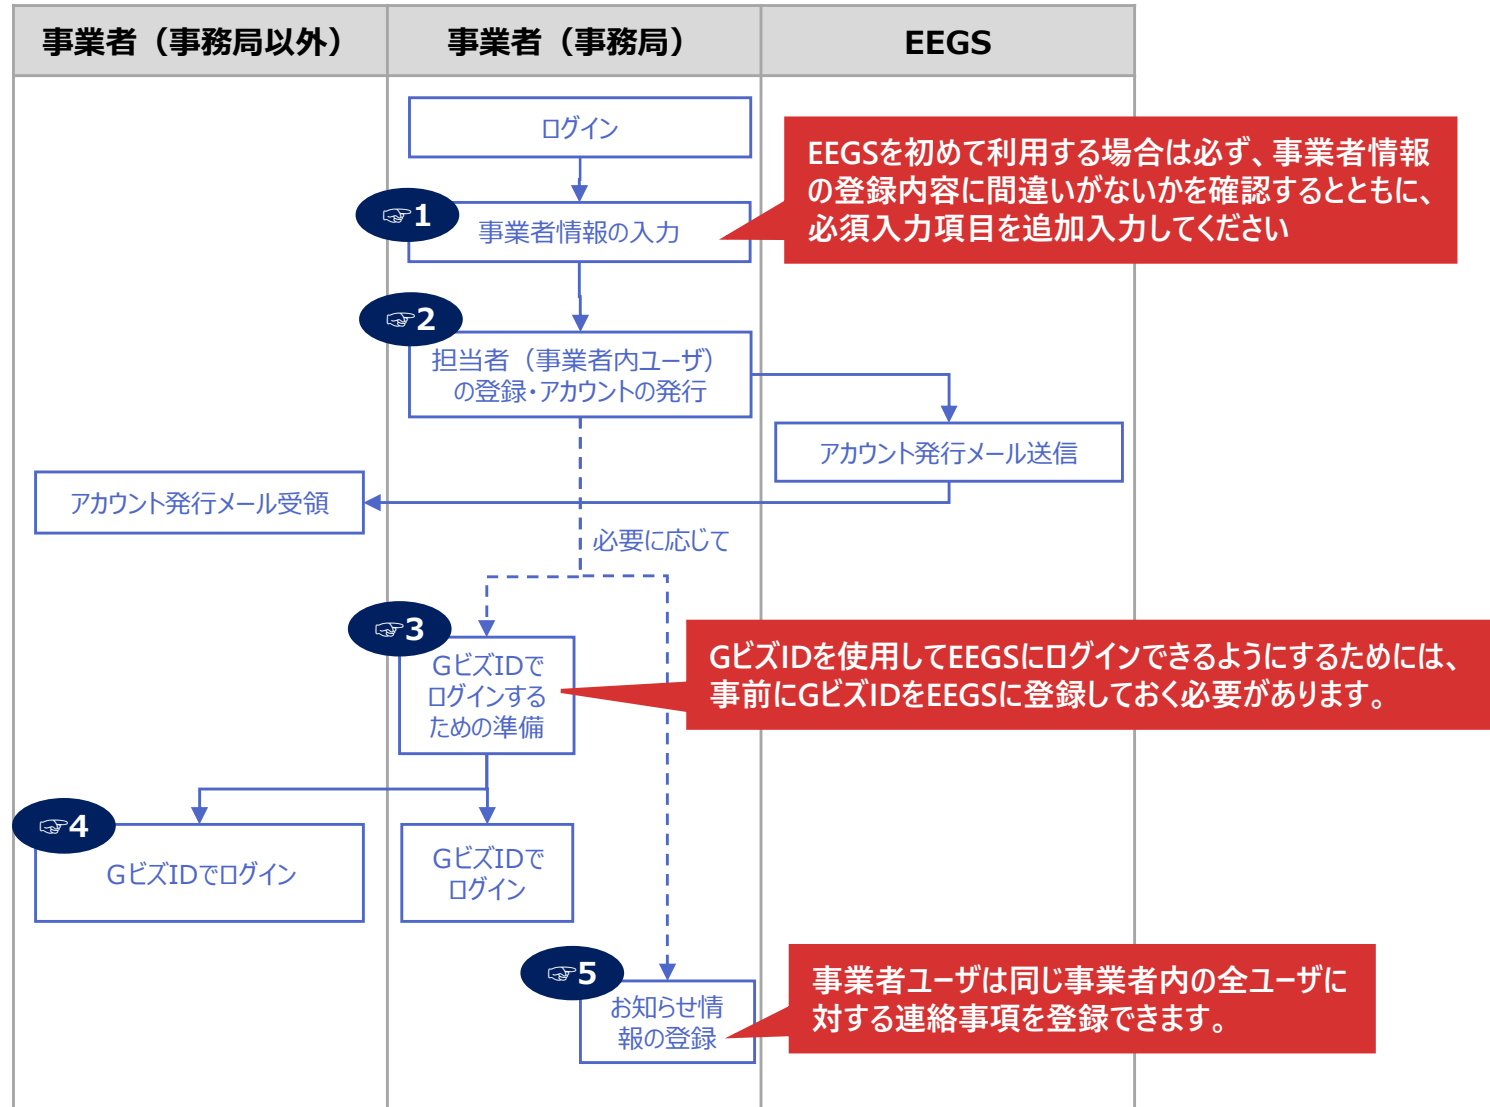 事業者（事務局以外）
事業者（事務局）
EEGS
ログイン
EEGSを初めて利用する場合は必ず、事業者情報
の登録内容に間違いがないかを確認するとともに、
必須入力項目を追加入力してください
☞1
事業者情報の入力
☞2
担当者（事業者内ユーザ）
の登録・アカウントの発行
アカウント発行メール送信
アカウント発行メール受領
必要に応じて
☞3
GビズIDで
ログインする
ための準備
GビズIDを使用してEEGSにログインできるようにするためには、
事前にGビズIDをEEGSに登録しておく必要があります。
☞4
GビズIDでログイン
GビズIDで
ログイン
☞5
お知らせ情
報の登録
事業者ユーザは同じ事業者内の全ユーザに
対する連絡事項を登録できます。